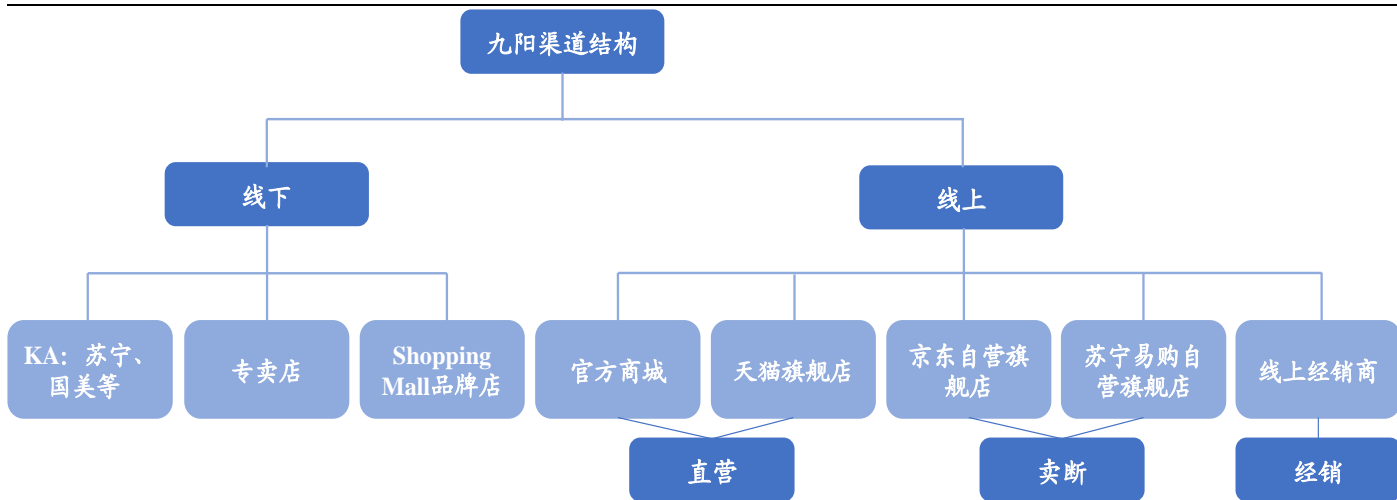 九阳渠道结构
线下
线上
KA：苏宁、
国美等
专卖店
Shopping
Mall品牌店
官方商城
天猫旗舰店
京东自营旗
舰店
苏宁易购自
营旗舰店
线上经销商
直营
卖断
经销